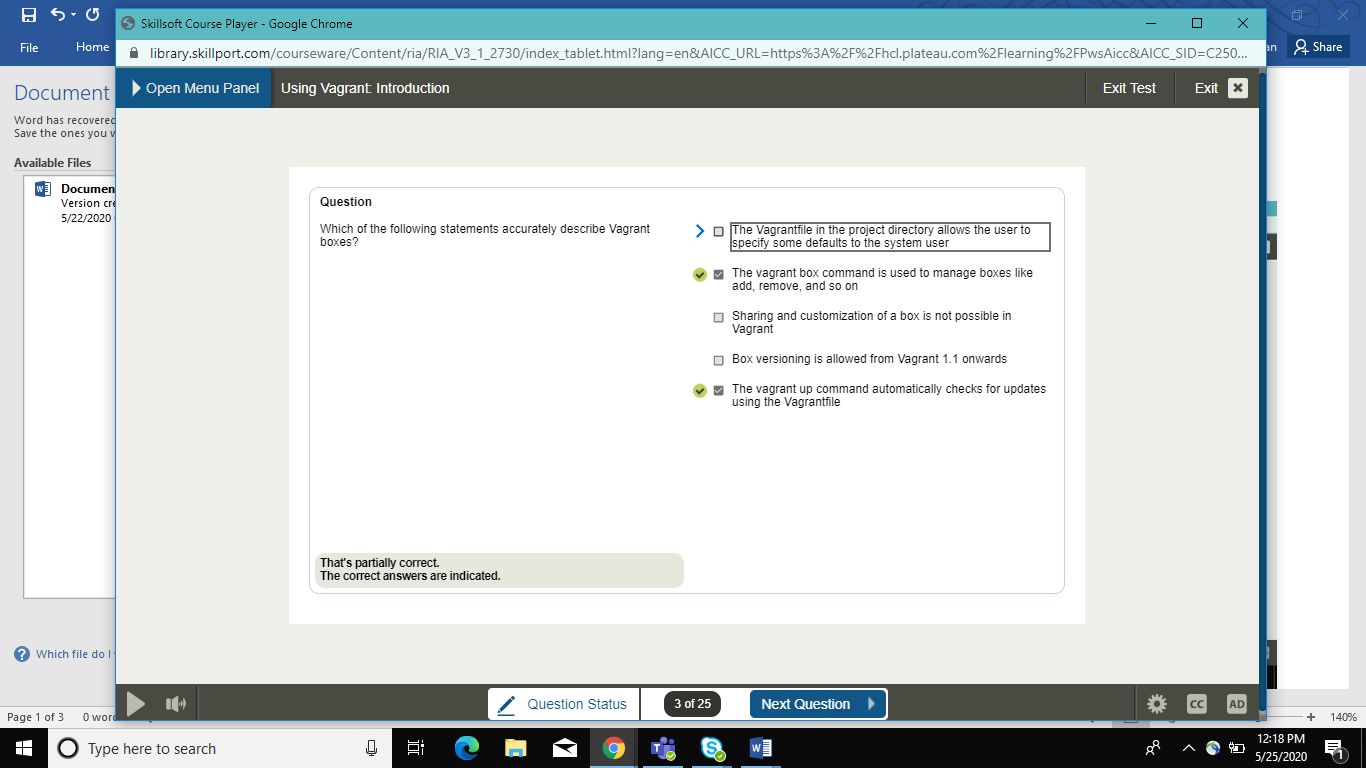 Skillsoft Course Player - Google Chrome
File
Home
Share
library.skillport.com/courseware/Content/ria/RIA_V3_1_2730/index_tablet.html?lang=en&AICC_URL=https%3A%2F%2Fhcl.plateau.com%2Flearning%2FPwsAicc&AICC_SID=C250...
Open Menu Panel
Using Vagrant: Introduction
Exit Test
Exit
Document
Word has recovered
Save the ones you w
Available Files
Documen
Version cre
5/22/2020
Question
Which of the following statements accurately describe Vagrant
boxes?
The Vagrantfile in the project directory allows the user to
specify some defaults to the system user
The vagrant box command is used to manage boxes like
add, remove, and so on
Sharing and customization of a box is not possible in
Vagrant
Box versioning is allowed from Vagrant 1.1 onwards
The vagrant up command automatically checks for updates
using the Vagrantfile
That's partially correct.
The correct answers are indicated.
Which file do I
Question Status
3 of 25
Next Question
CC
AD
Page 1 of 3
0 word
140%
Type here to search
12:18 PM
5/25/2020
1